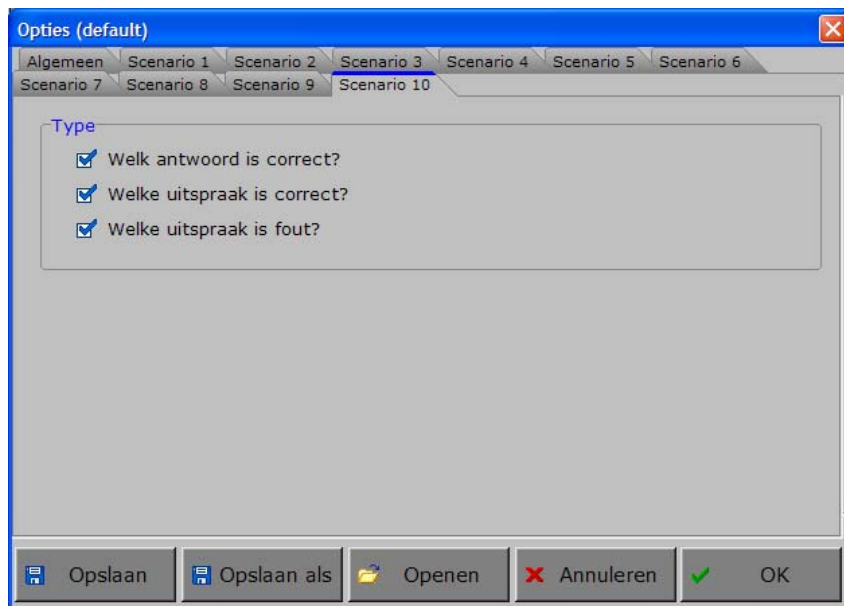 Opties (default)
Algemeen Scenario 1 Scenario 2 Scenario 3 Scenario 4 Scenario 5 Scenario 6
Scenario 7 Scenario 8 Scenario 9 Scenario 10
Type
Welk antwoord is correct?
Welke uitspraak is correct?
Welke uitspraak is fout?
Opslaan Opslaan als Openen Annuleren OK